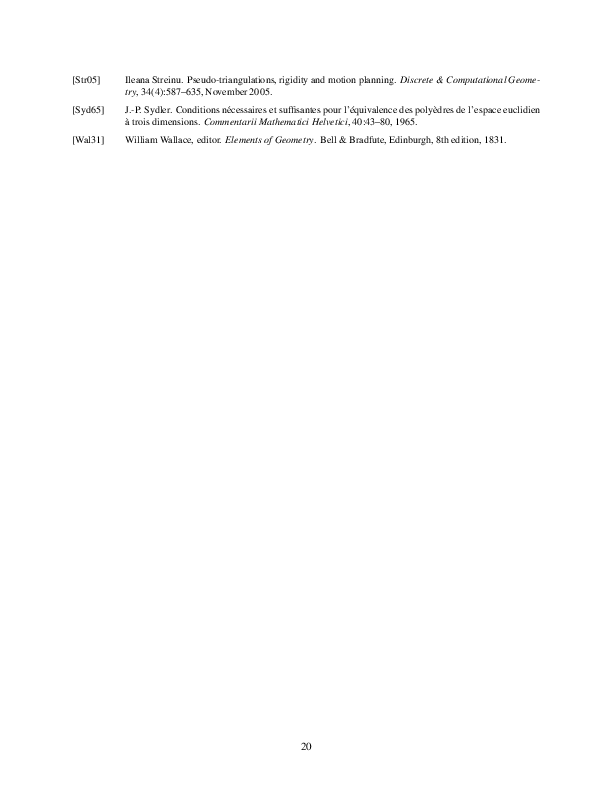 [Str05] Ileana Streinu. Pseudo-triangulations, rigidity and motion planning. Discrete & Computational Geome-
try, 34(4):587–635, November 2005.
[Syd65] J.-P. Sydler. Conditions nécessaires et suffisantes pour l'équivalence des polyèdres de l'espace euclidien
à trois dimensions. Commentarii Mathematici Helvetici, 40:43–80, 1965.
[Wal31] William Wallace, editor. Elements of Geometry. Bell & Bradfute, Edinburgh, 8th edition, 1831.
20